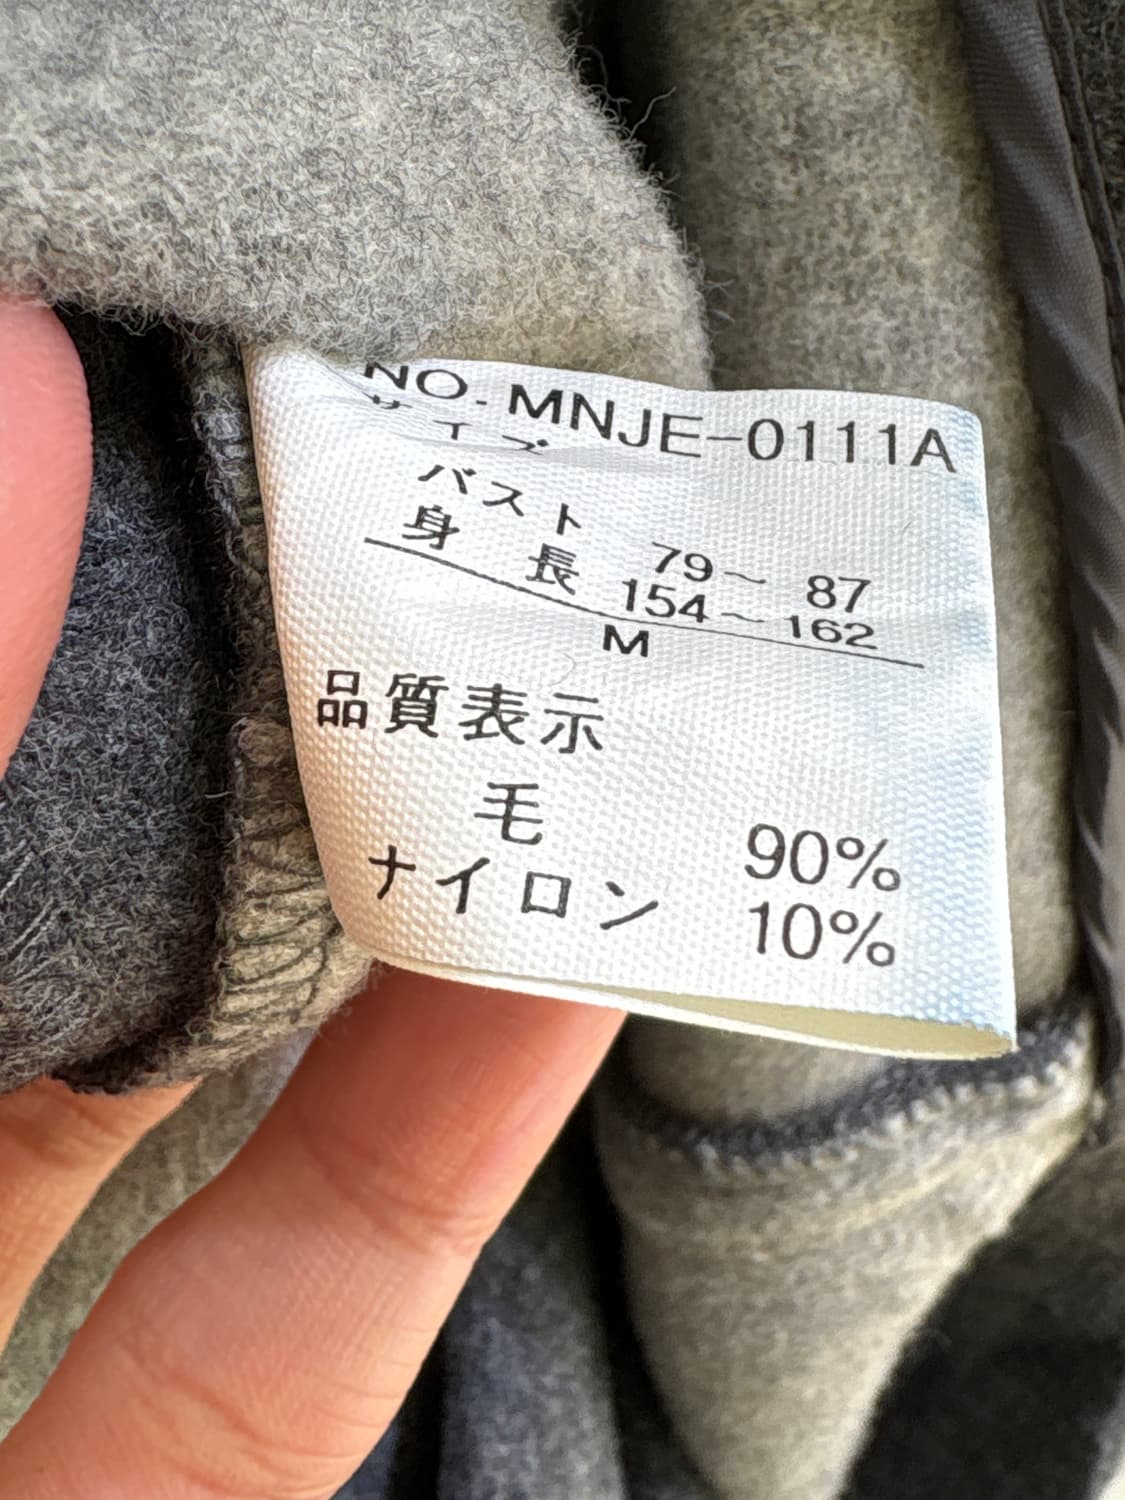 NO.MNJE-0111A
サイズ
バスト 79～ 87
身長 154～162
M
品質表示
毛 90%
ナイロン 10%